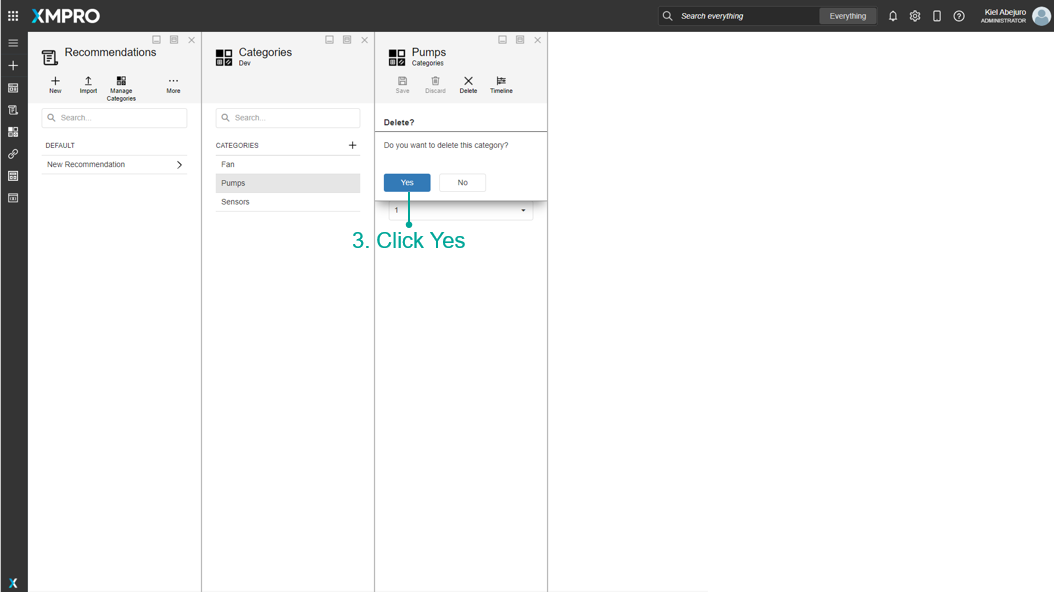 XMPRO
Search everything
Everything
Kiel Abejuro
ADMINISTRATOR
Recommendations
New
Import
Manage
Categories
More
Search...
DEFAULT
New Recommendation
Categories
Dev
Search...
CATEGORIES
Fan
Pumps
Sensors
Pumps
Categories
Save
Discard
Delete
Timeline
Delete?
Do you want to delete this category?
Yes
No
1
3. Click Yes